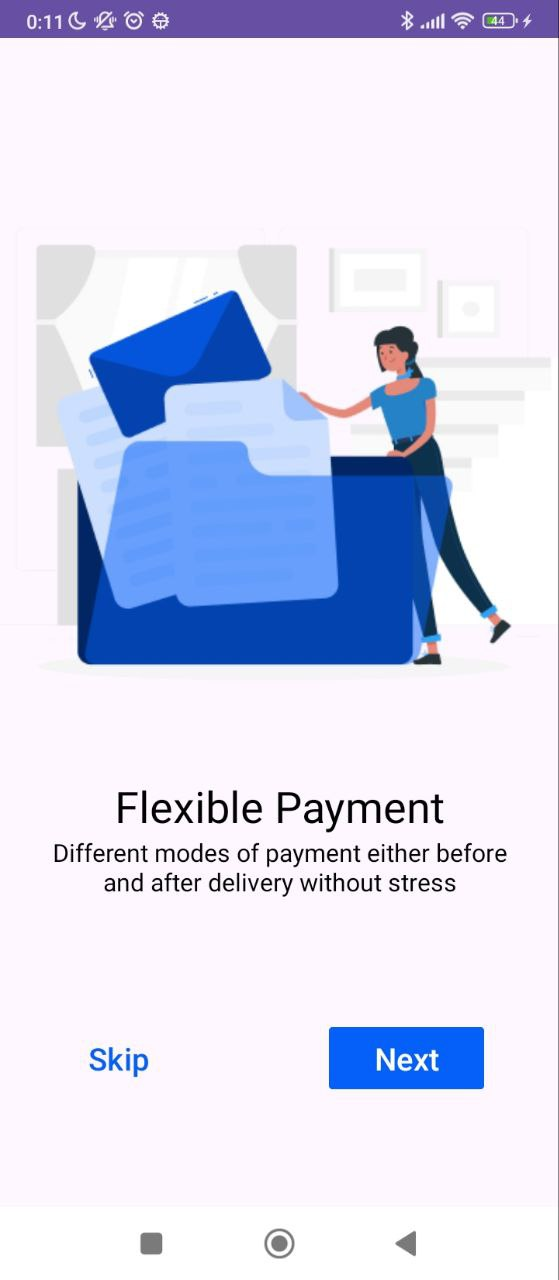 0:11
44
Flexible Payment
Different modes of payment either before
and after delivery without stress
Skip
Next